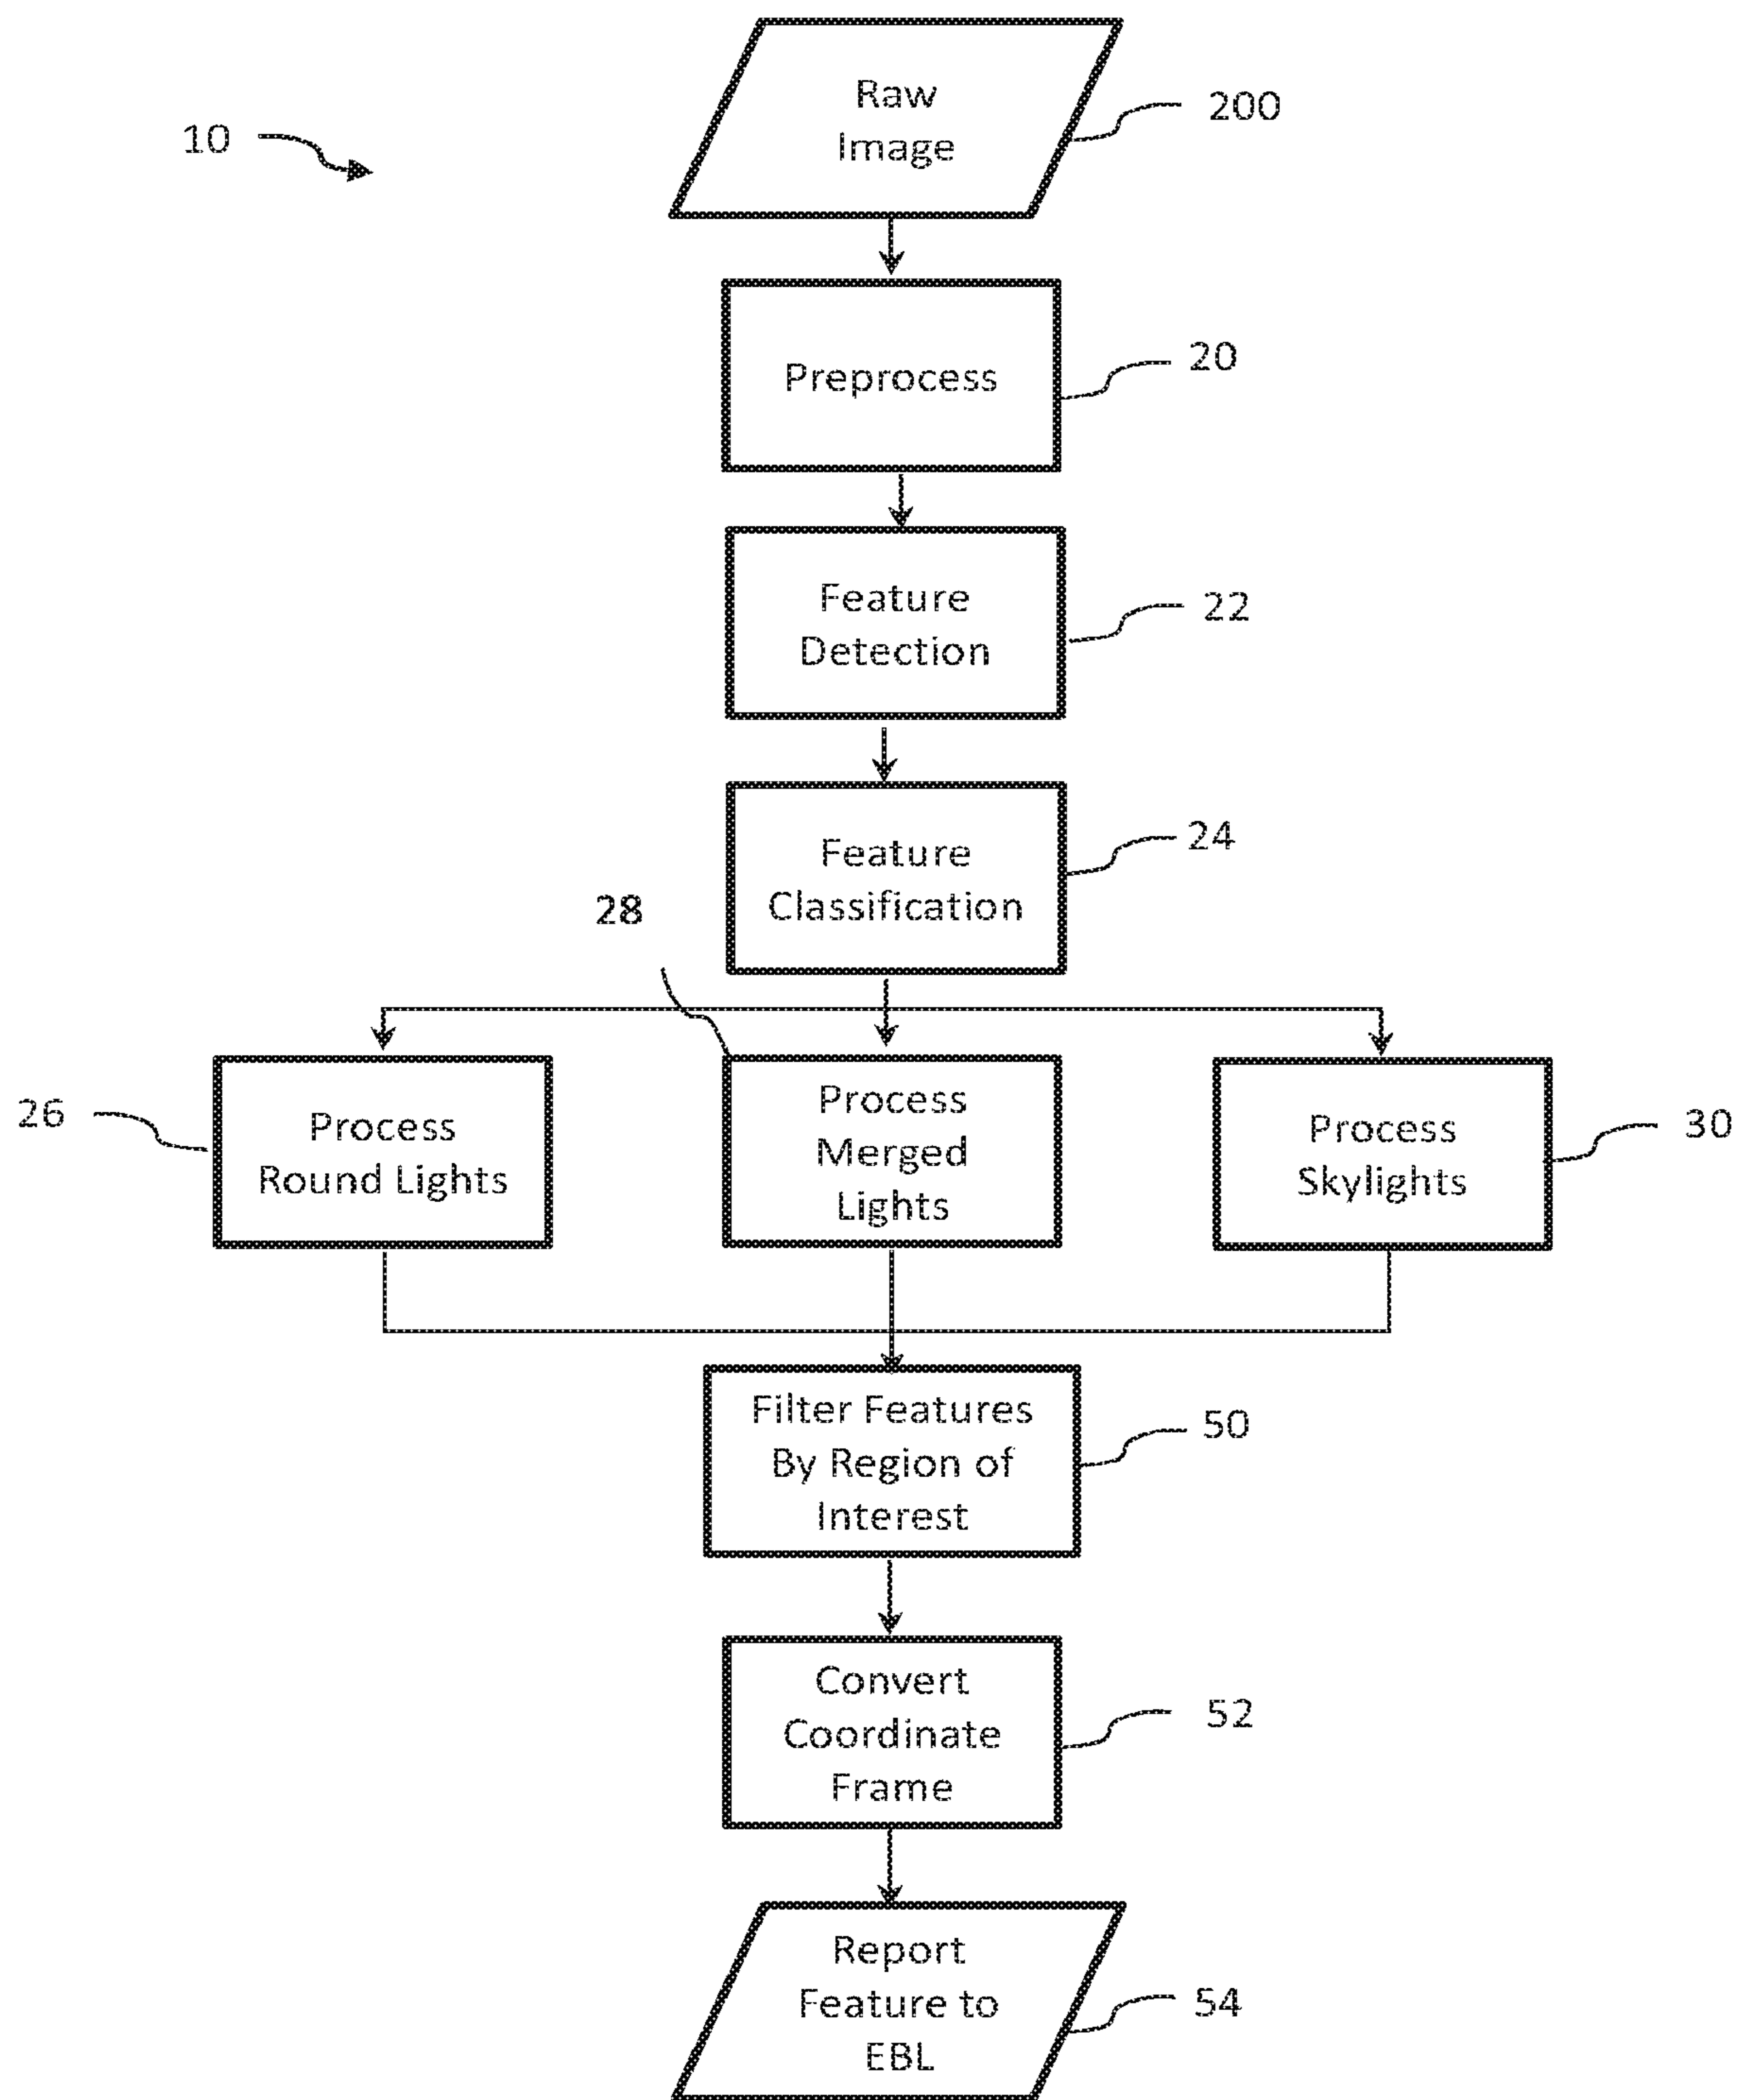 10
Raw
Image
200
Preprocess
20
Feature
Detection
22
Feature
Classification
24
28
26
Process
Round Lights
Process
Merged
Lights
Process
Skylights
30
Filter Features
By Region of
Interest
50
Convert
Coordinate
Frame
52
Report
Feature to
EBL
54